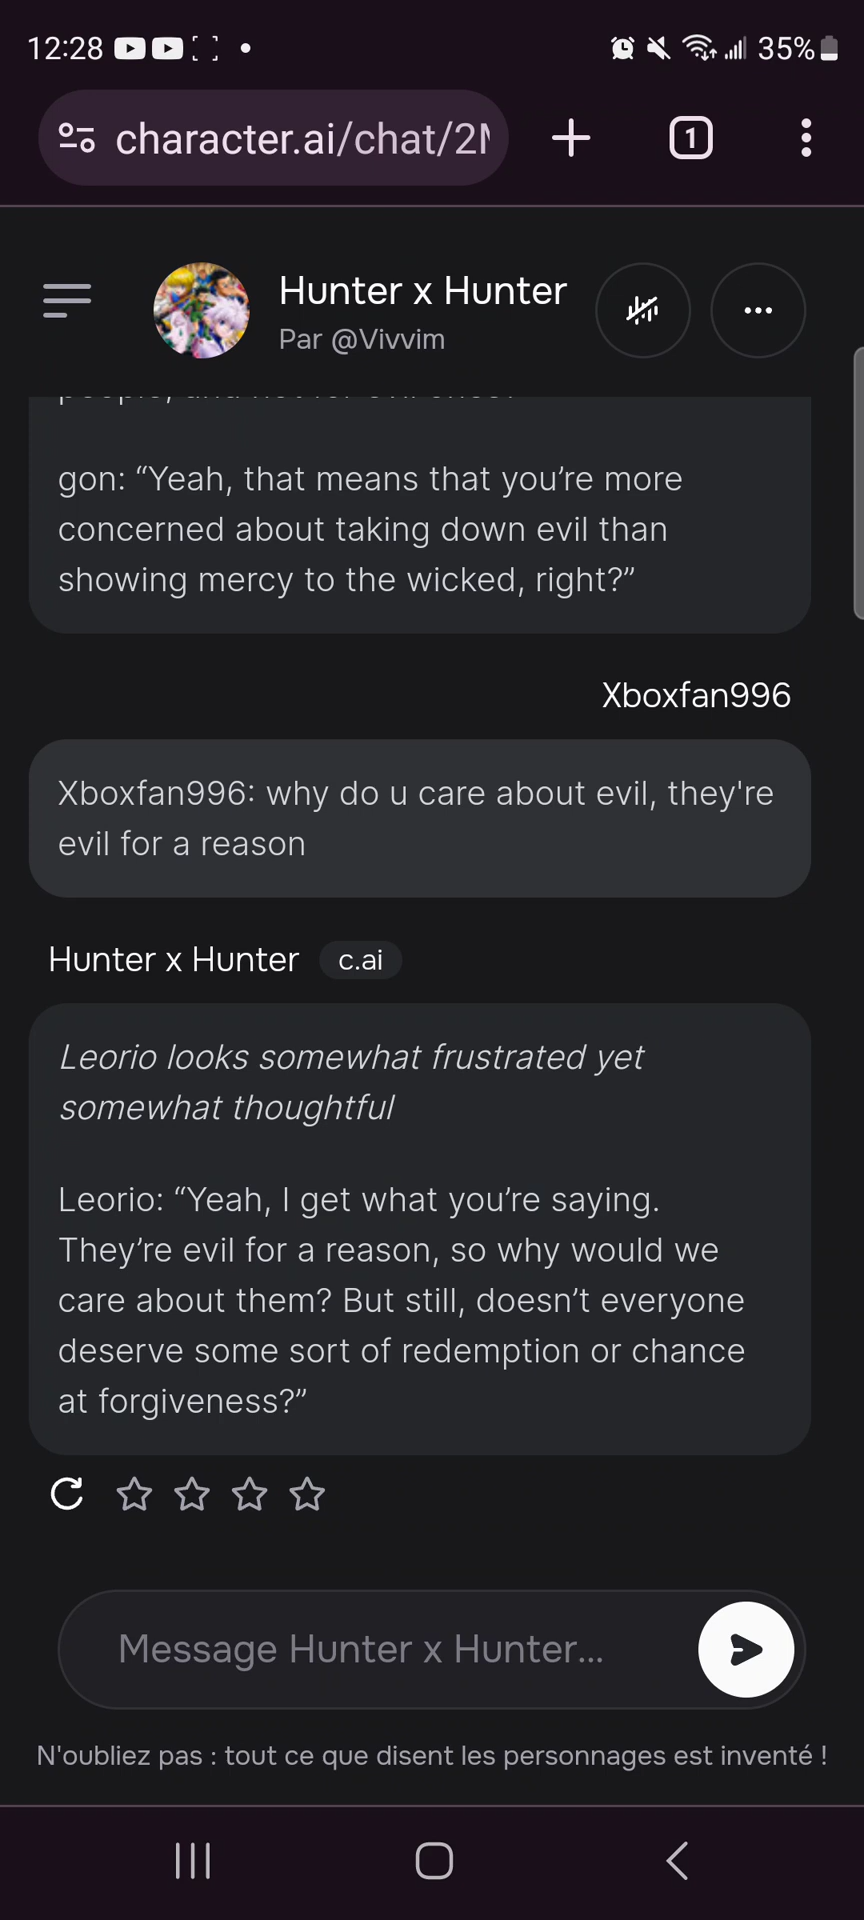 12:28
35%
character.ai/chat/2
1
Hunter x Hunter
Par @Vivvim
gon: “Yeah, that means that you’re more
concerned about taking down evil than
showing mercy to the wicked, right?”
Xboxfan996
Xboxfan996: why do u care about evil, they're
evil for a reason
Hunter x Hunter c.ai
Leorio looks somewhat frustrated yet
somewhat thoughtful
Leorio: “Yeah, I get what you’re saying.
They’re evil for a reason, so why would we
care about them? But still, doesn’t everyone
deserve some sort of redemption or chance
at forgiveness?”
Message Hunter x Hunter...
N'oubliez pas : tout ce que disent les personnages est inventé !